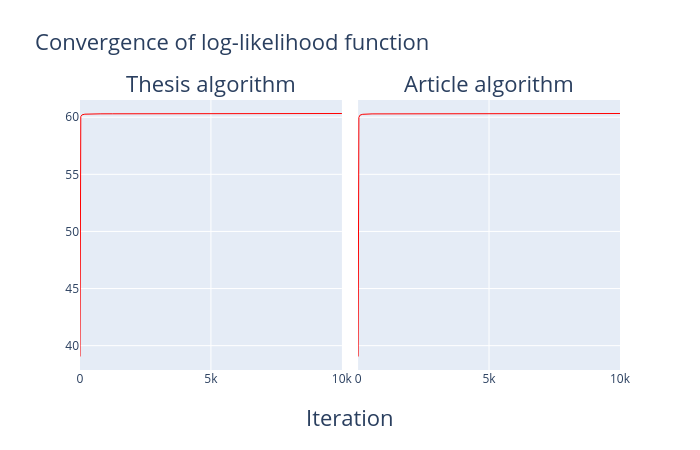 Convergence of log-likelihood function
Thesis algorithm
Article algorithm
60
55
50
45
40
0
5k
10k
0
5k
10k
Iteration